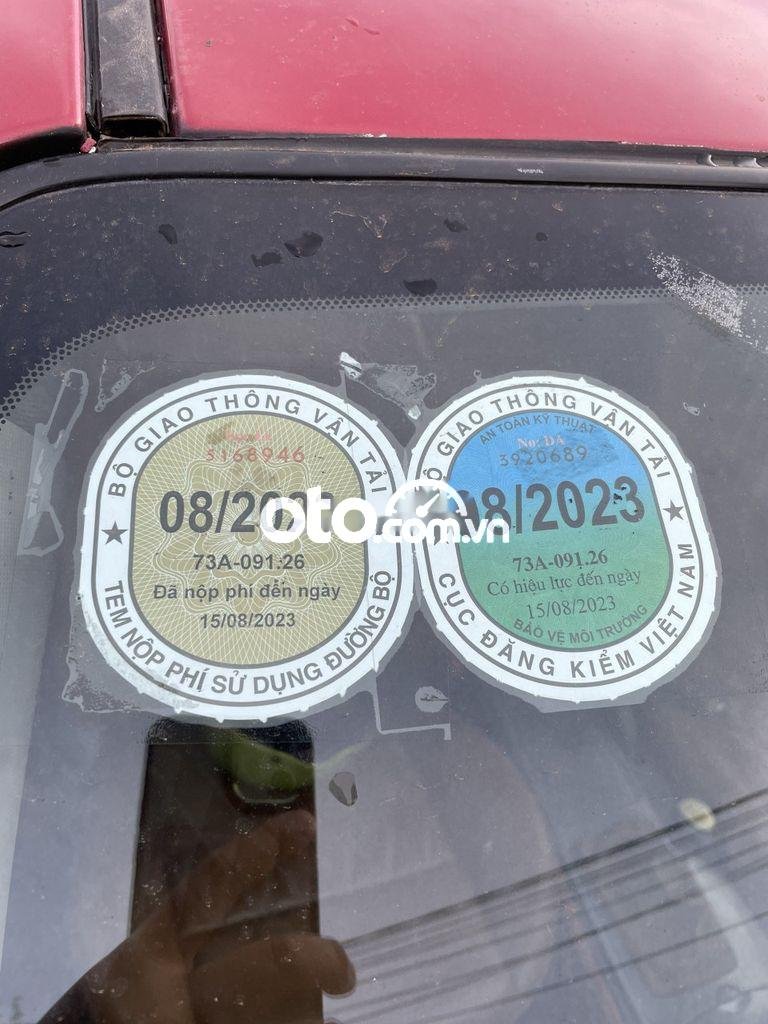 BỘ GIAO THÔNG VẬN TẢI
5168946
73A-091.26
Đã nộp phí đến ngày
15/08/2023
TEM NỘP PHÍ SỬ DỤNG ĐƯỜNG BỘ
BỘ GIAO THÔNG VẬN TẢI
AN TOÀN KỸ THUẬT
No: DA
3920689
08/2023
73A-091.26
Có hiệu lực đến ngày
15/08/2023
BẢO VỆ MÔI TRƯỜNG
CỤC ĐĂNG KIỂM VIỆT NAM
oto.com.vn